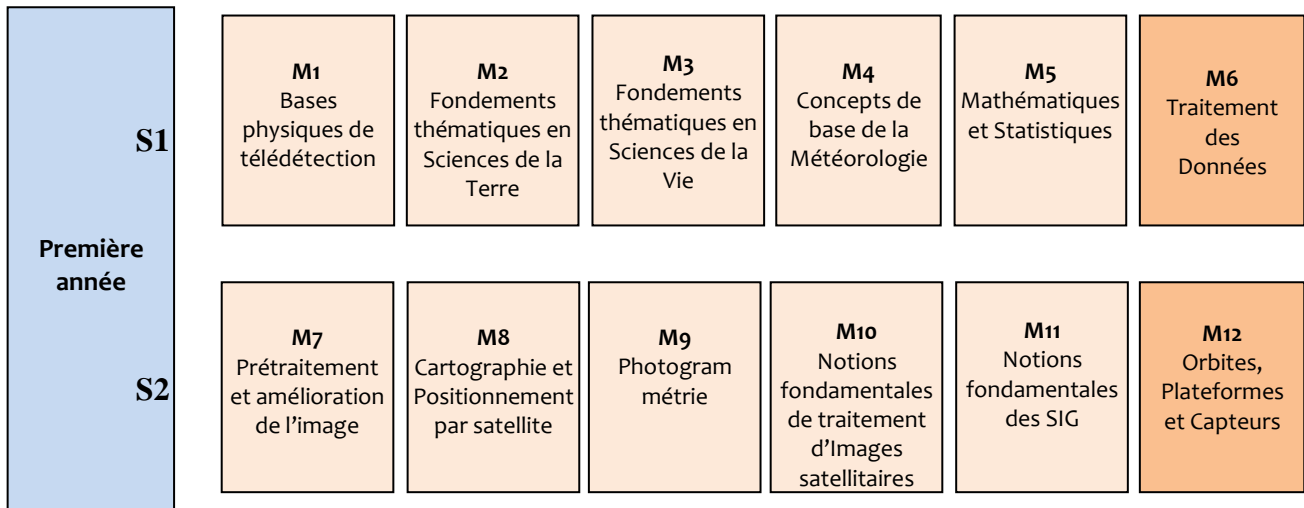 Première
année
S1
M1
Bases
physiques de
télédétection
M2
Fondements
thématiques en
Sciences de la
Terre
M3
Fondements
thématiques en
Sciences de la
Vie
M4
Concepts de
base de la
Météorologie
M5
Mathématiques
et Statistiques
M6
Traitement
des
Données
S2
M7
Prétraitement
et amélioration
de l’image
M8
Cartographie et
Positionnement
par satellite
M9
Photogram
métrie
M10
Notions
fondamentales
de traitement
d’Images
satellitaires
M11
Notions
fondamentales
des SIG
M12
Orbites,
Plateformes
et Capteurs